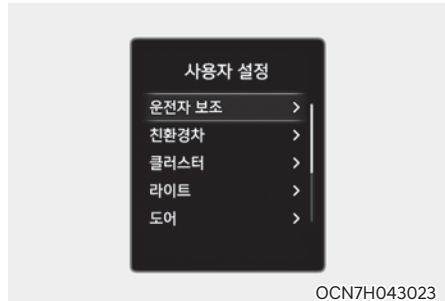 사용자 설정
운전자 보조 >
친환경차 >
클러스터 >
라이트 >
도어 >
OCN7H043023